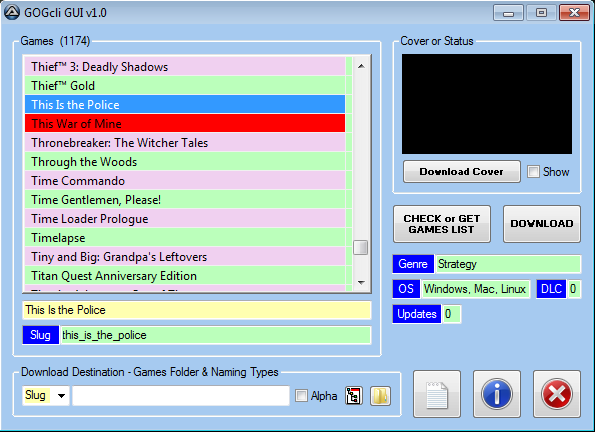 GOGcli GUI v1.0
Games (1174)
Thief™ 3: Deadly Shadows
Thief™ Gold
This Is the Police
This War of Mine
Thronebreaker: The Witcher Tales
Through the Woods
Time Commando
Time Gentlemen, Please!
Time Loader Prologue
Timelapse
Tiny and Big: Grandpa's Leftovers
Titan Quest Anniversary Edition
This Is the Police
Slug this_is_the_police
Cover or Status
Download Cover Show
CHECK or GET
GAMES LIST
DOWNLOAD
Genre Strategy
OS Windows, Mac, Linux DLC 0
Updates 0
Download Destination - Games Folder & Naming Types
Slug Alpha